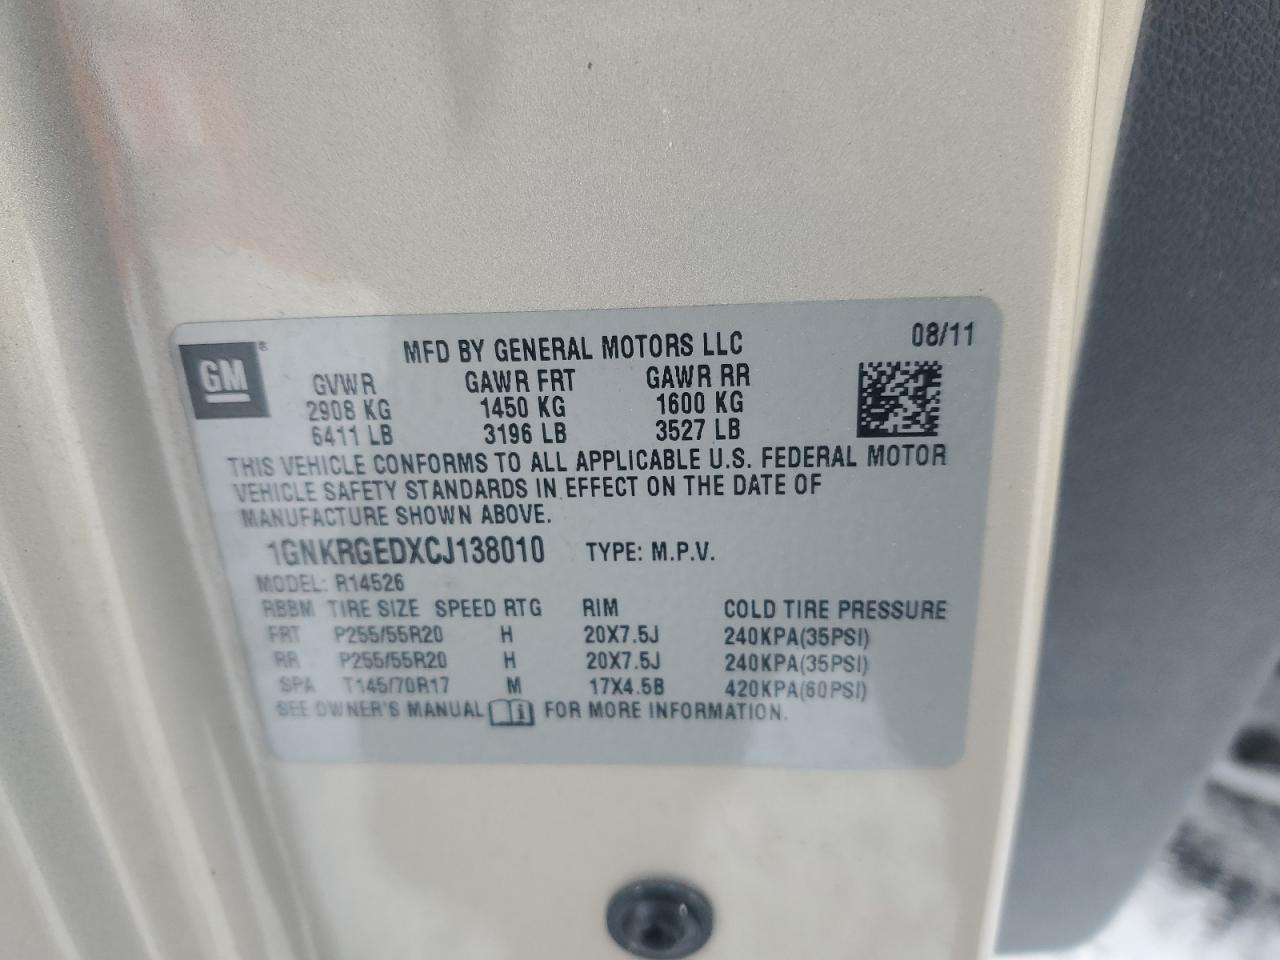 GM
MFD BY GENERAL MOTORS LLC 08/11
GVWR GAWR FRT GAWR RR
2908 KG 1450 KG 1600 KG
6411 LB 3196 LB 3527 LB
THIS VEHICLE CONFORMS TO ALL APPLICABLE U.S. FEDERAL MOTOR
VEHICLE SAFETY STANDARDS IN EFFECT ON THE DATE OF
MANUFACTURE SHOWN ABOVE.
1GNKRGEDXCJ138010 TYPE: M.P.V.
MODEL: R14526
RBBM TIRE SIZE SPEED RTG RIM COLD TIRE PRESSURE
FRT P255/55R20 H 20X7.5J 240KPA(35PSI)
RR P255/55R20 H 20X7.5J 240KPA(35PSI)
SPA T145/70R17 M 17X4.5B 420KPA(60PSI)
SEE OWNER'S MANUAL i FOR MORE INFORMATION.